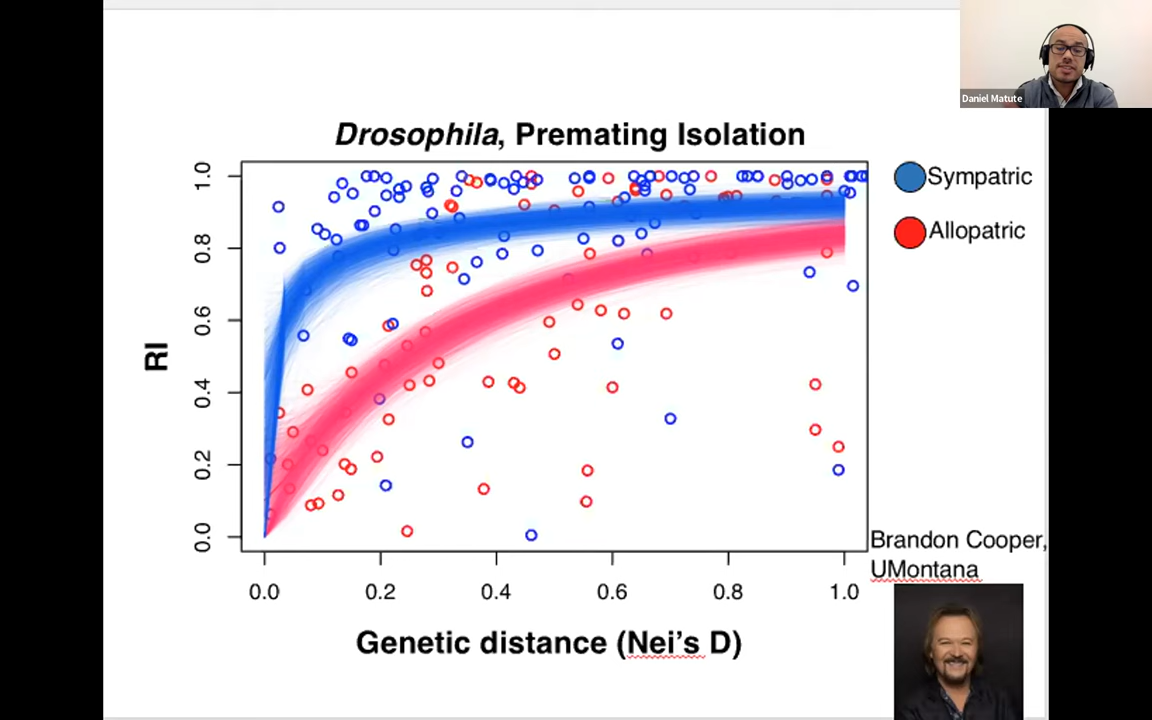 Daniel Matute
Drosophila, Premating Isolation
Sympatric
Allopatric
RI
1.0
0.8
0.6
0.4
0.2
0.0
0.0 0.2 0.4 0.6 0.8 1.0
Genetic distance (Nei's D)
Brandon Cooper,
UMontana